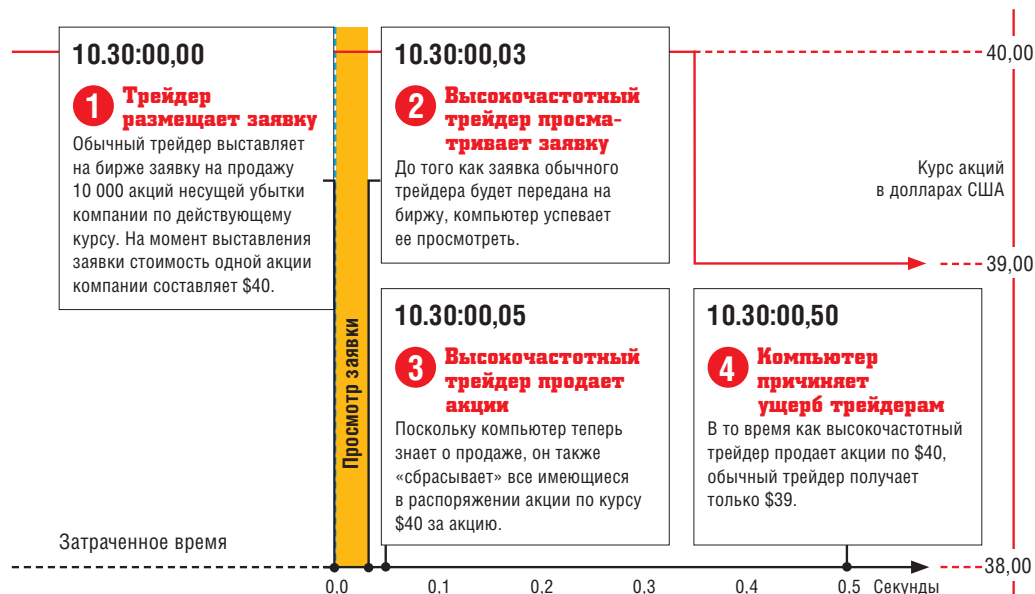 10.30:00,00
1 Трейдер
размещает заявку
Обычный трейдер выставляет
на бирже заявку на продажу
10 000 акций несущей убытки
компании по действующему
курсу. На момент выставления
заявки стоимость одной акции
компании составляет $40.
10.30:00,03
2 Высокочастотный
трейдер просма-
тривает заявку
До того как заявка обычного
трейдера будет передана на
биржу, компьютер успевает
ее просмотреть.
40,00
Курс акций
в долларах США
39,00
Просмотр заявки
10.30:00,05
3 Высокочастотный
трейдер продает
акции
Поскольку компьютер теперь
знает о продаже, он также
«сбрасывает» все имеющиеся
в распоряжении акции по курсу
$40 за акцию.
10.30:00,50
4 Компьютер
причиняет
ущерб трейдерам
В то время как высокочастотный
трейдер продает акции по $40,
обычный трейдер получает
только $39.
Затраченное время
38,00
0,0 0,1 0,2 0,3 0,4 0,5 Секунды